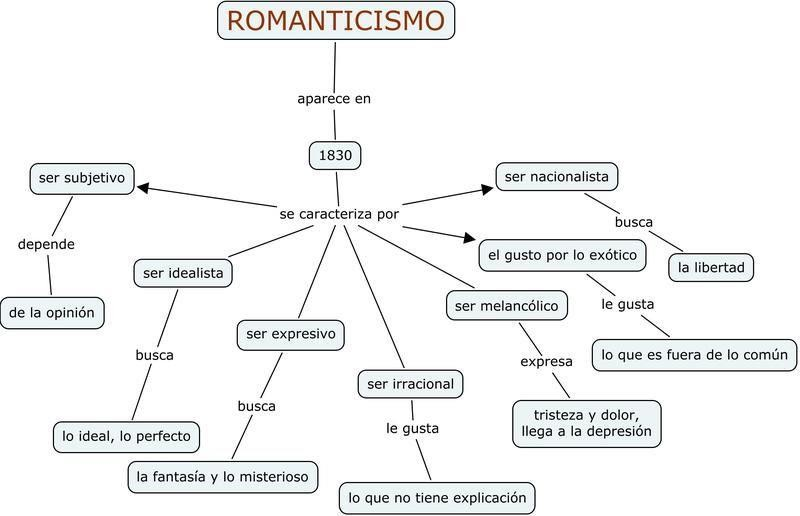 ROMANTICISMO
aparece en
1830
se caracteriza por
ser subjetivo
depende
de la opinión
ser idealista
busca
lo ideal, lo perfecto
ser expresivo
busca
la fantasía y lo misterioso
ser irracional
le gusta
lo que no tiene explicación
ser melancólico
expresa
tristeza y dolor,
llega a la depresión
el gusto por lo exótico
le gusta
lo que es fuera de lo común
ser nacionalista
busca
la libertad